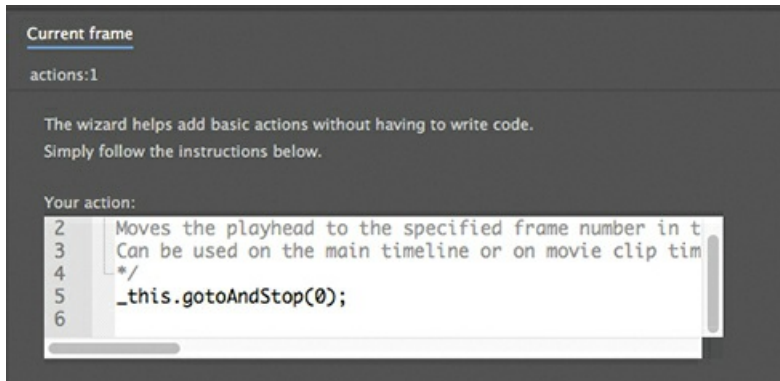 Current frame
actions:1
The wizard helps add basic actions without having to write code.
Simply follow the instructions below.
Your action:
2 Moves the playhead to the specified frame number in t
3 Can be used on the main timeline or on movie clip tim
4 */
5 _this.gotoAndStop(0);
6